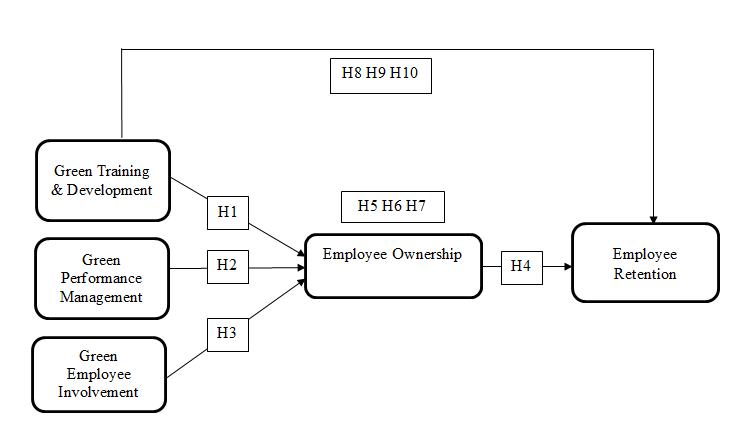 H8 H9 H10
Green Training
& Development
H1
H5 H6 H7
Green
Performance
Management
H2
Employee Ownership
H4
Employee
Retention
H3
Green
Employee
Involvement